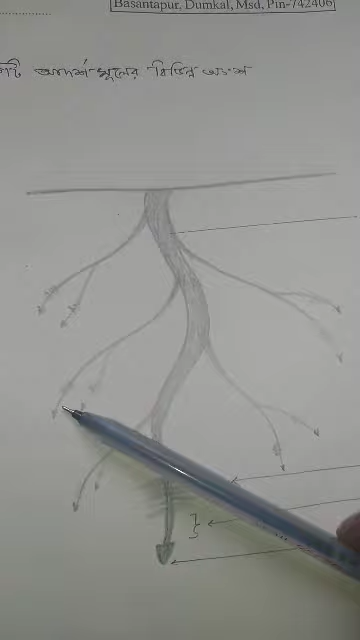 Basantapur, Dumkal, Msd, Pin-742406
আদর্শ মূলের বিভিন্ন অংশ